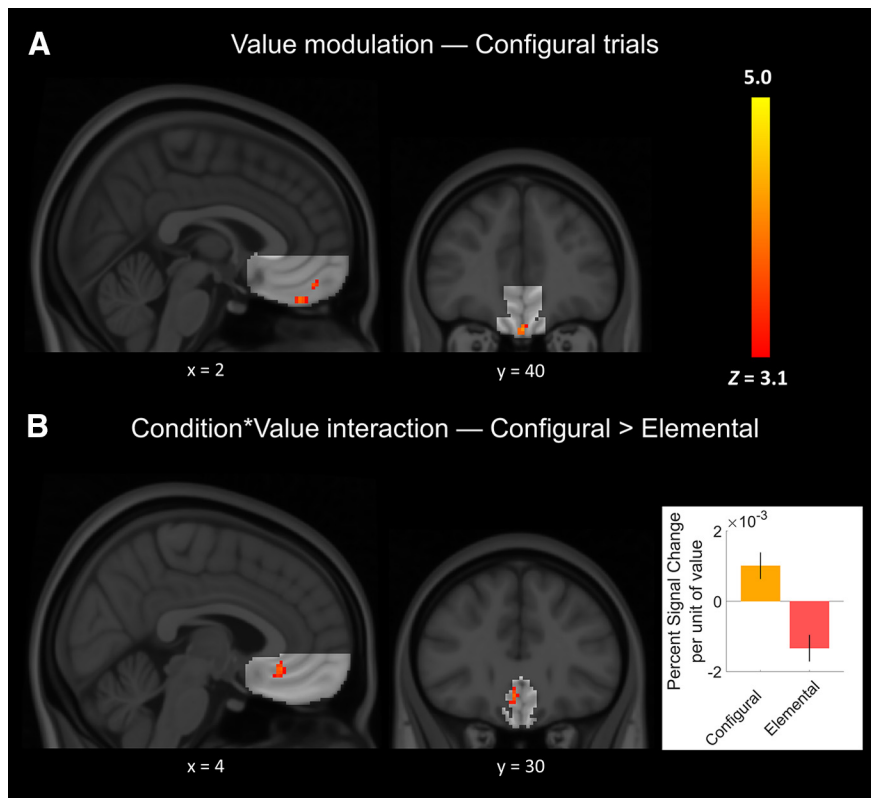 A
Value modulation — Configural trials
5.0
Z = 3.1
x = 2
y = 40
B
Condition*Value interaction — Configural > Elemental
×10⁻³
2
0
-2
Percent Signal Change
per unit of value
Configural
Elemental
x = 4
y = 30